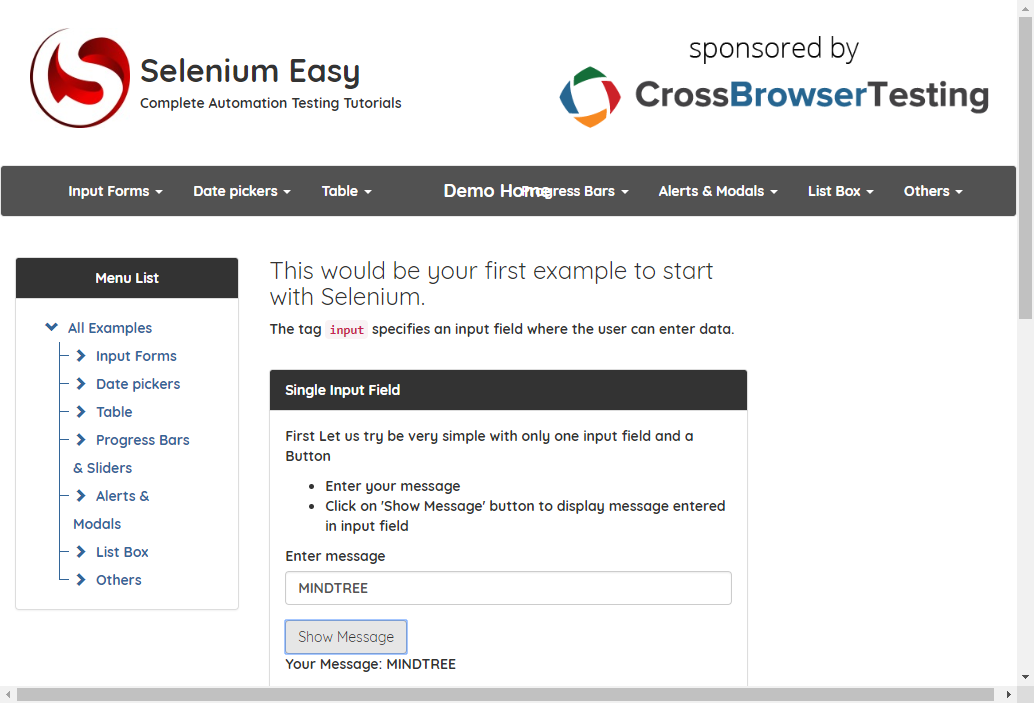 Selenium Easy
Complete Automation Testing Tutorials
sponsored by
CrossBrowserTesting
Input Forms
Date pickers
Table
Demo Home
Progress Bars
Alerts & Modals
List Box
Others
Menu List
All Examples
Input Forms
Date pickers
Table
Progress Bars
& Sliders
Alerts &
Modals
List Box
Others
This would be your first example to start
with Selenium.
The tag input specifies an input field where the user can enter data.
Single Input Field
First Let us try be very simple with only one input field and a
Button
• Enter your message
• Click on 'Show Message' button to display message entered
in input field
Enter message
MINDTREE
Show Message
Your Message: MINDTREE